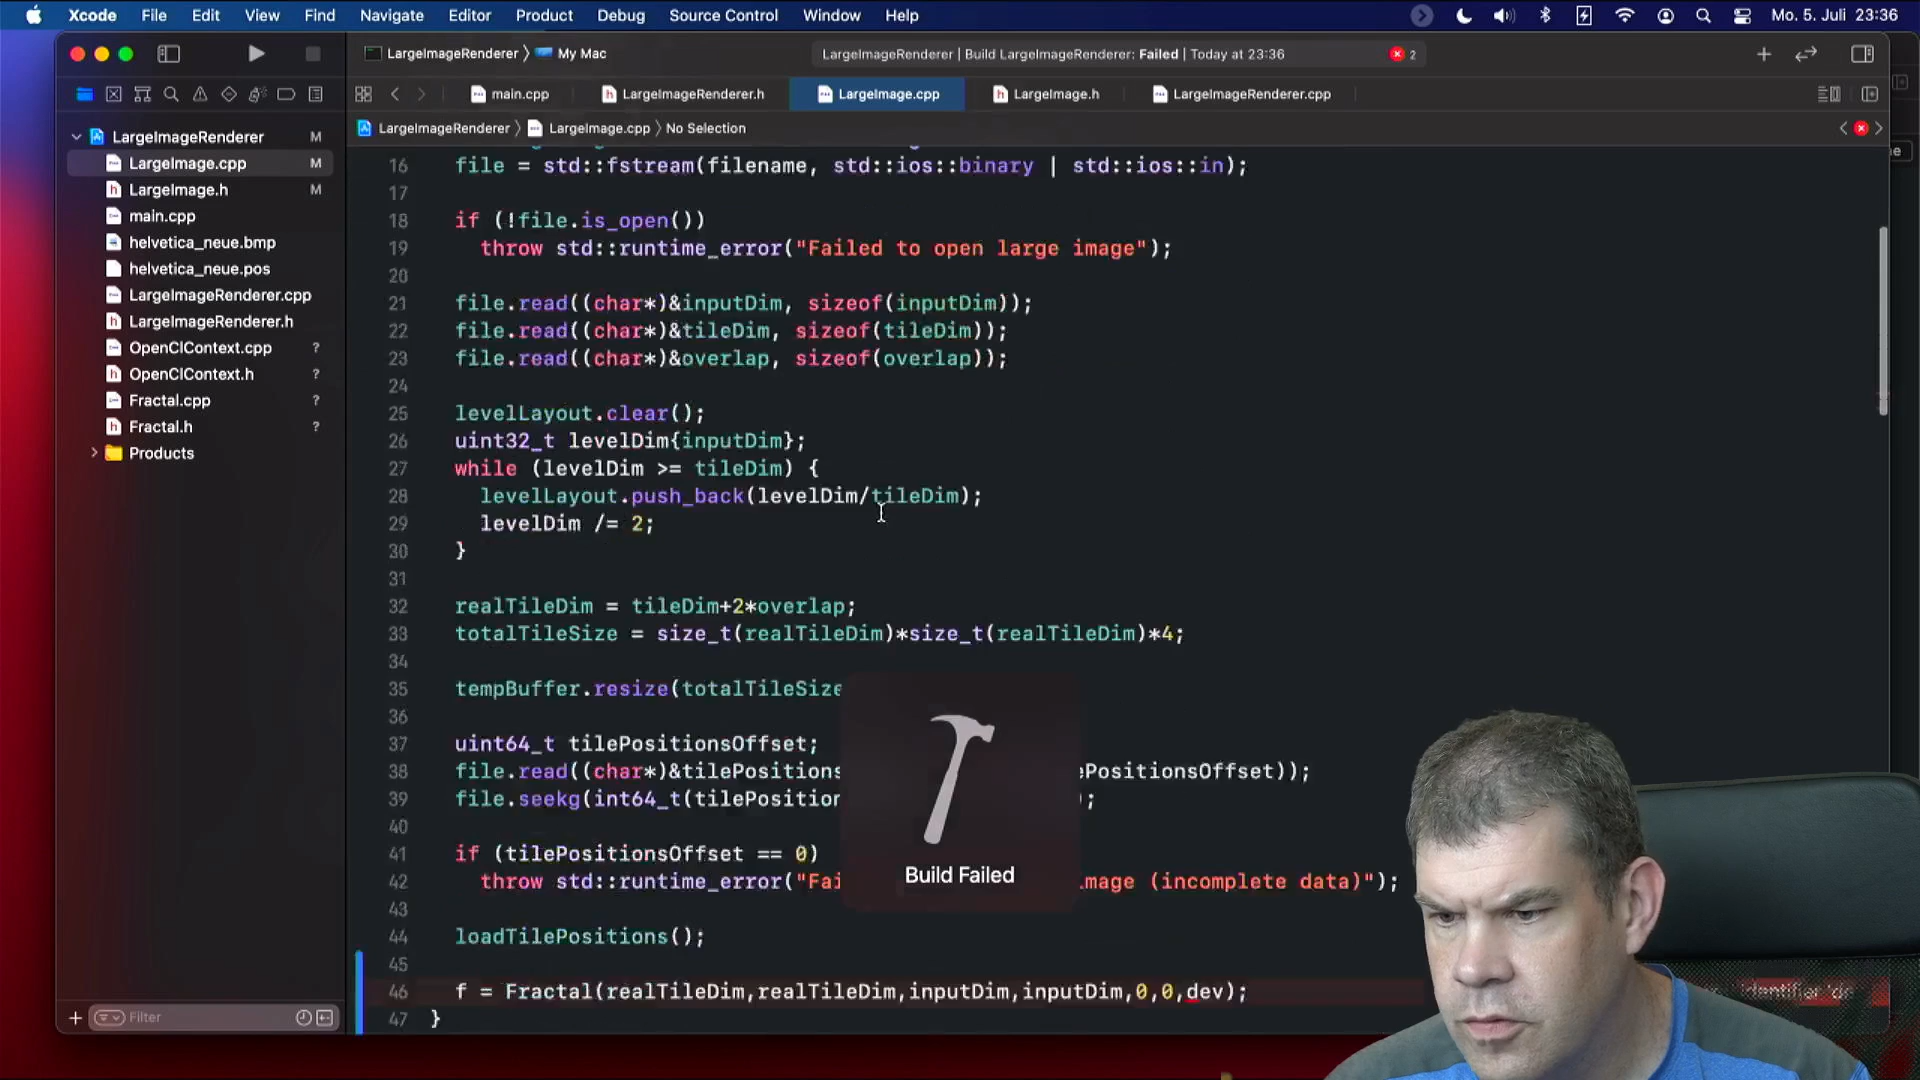 Xcode File Edit View Find Navigate Editor Product Debug Source Control Window Help Mo. 5. Juli 23:36
LargeImageRenderer 〉 My Mac
LargeImageRenderer | Build LargeImageRenderer: Failed | Today at 23:36 2
main.cpp LargeImageRenderer.h LargeImage.cpp LargeImage.h LargeImageRenderer.cpp
LargeImageRenderer 〉 LargeImage.cpp 〉 No Selection
LargeImageRenderer M
LargeImage.cpp M
LargeImage.h M
main.cpp
helvetica_neue.bmp
helvetica_neue.pos
LargeImageRenderer.cpp
LargeImageRenderer.h
OpenClContext.cpp ?
OpenClContext.h ?
Fractal.cpp ?
Fractal.h ?
Products
Filter
16 file = std::fstream(filename, std::ios::binary | std::ios::in);
17
18 if (!file.is_open())
19 throw std::runtime_error("Failed to open large image");
20
21 file.read((char*)&inputDim, sizeof(inputDim));
22 file.read((char*)&tileDim, sizeof(tileDim));
23 file.read((char*)&overlap, sizeof(overlap));
24
25 levelLayout.clear();
26 uint32_t levelDim{inputDim};
27 while (levelDim >= tileDim) {
28 levelLayout.push_back(levelDim/tileDim);
29 levelDim /= 2;
30 }
31
32 realTileDim = tileDim+2*overlap;
33 totalTileSize = size_t(realTileDim)*size_t(realTileDim)*4;
34
35 tempBuffer.resize(totalTileSize
36
37 uint64_t tilePositionsOffset;
38 file.read((char*)&tilePositions ePositionsOffset));
39 file.seekg(int64_t(tilePosition );
40
41 if (tilePositionsOffset == 0)
42 throw std::runtime_error("Fai image (incomplete data)");
43
44 loadTilePositions();
45
46 f = Fractal(realTileDim,realTileDim,inputDim,inputDim,0,0,dev);
47 }
Build Failed
identifier 'de